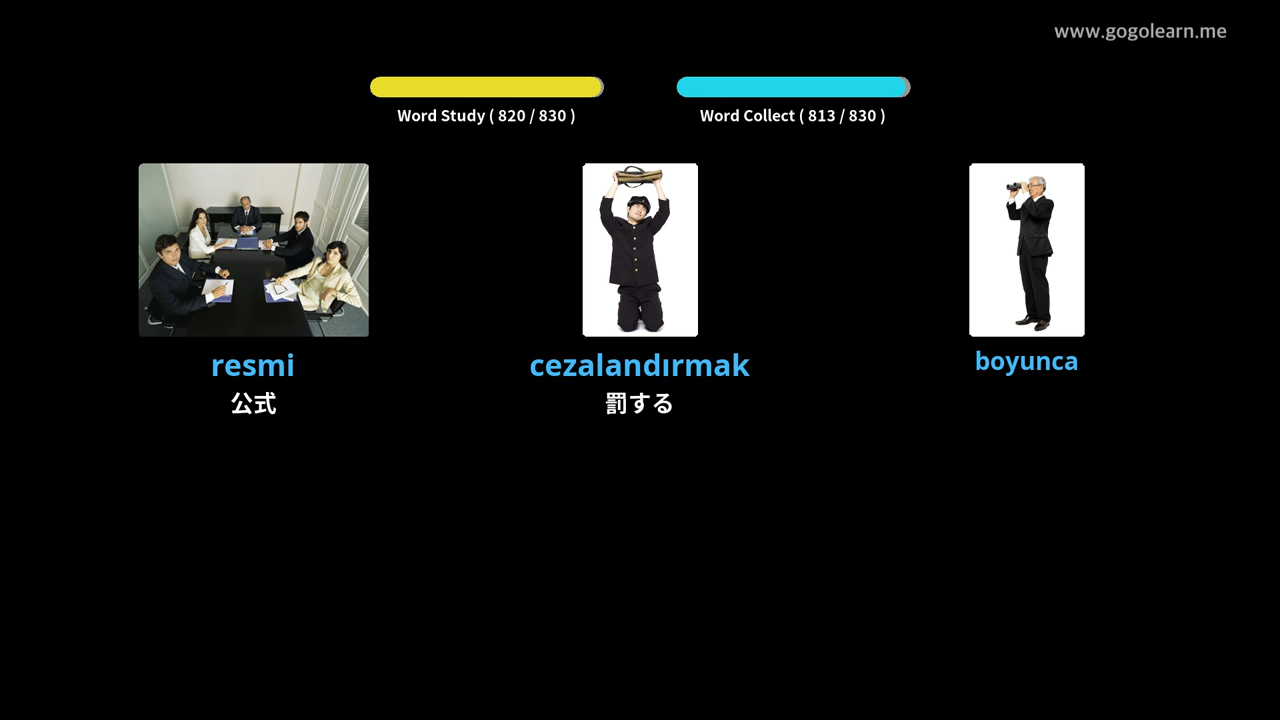 www.gogolearn.me
Word Study ( 820 / 830 )
Word Collect ( 813 / 830 )
resmi
公式
cezalandırmak
罰する
boyunca